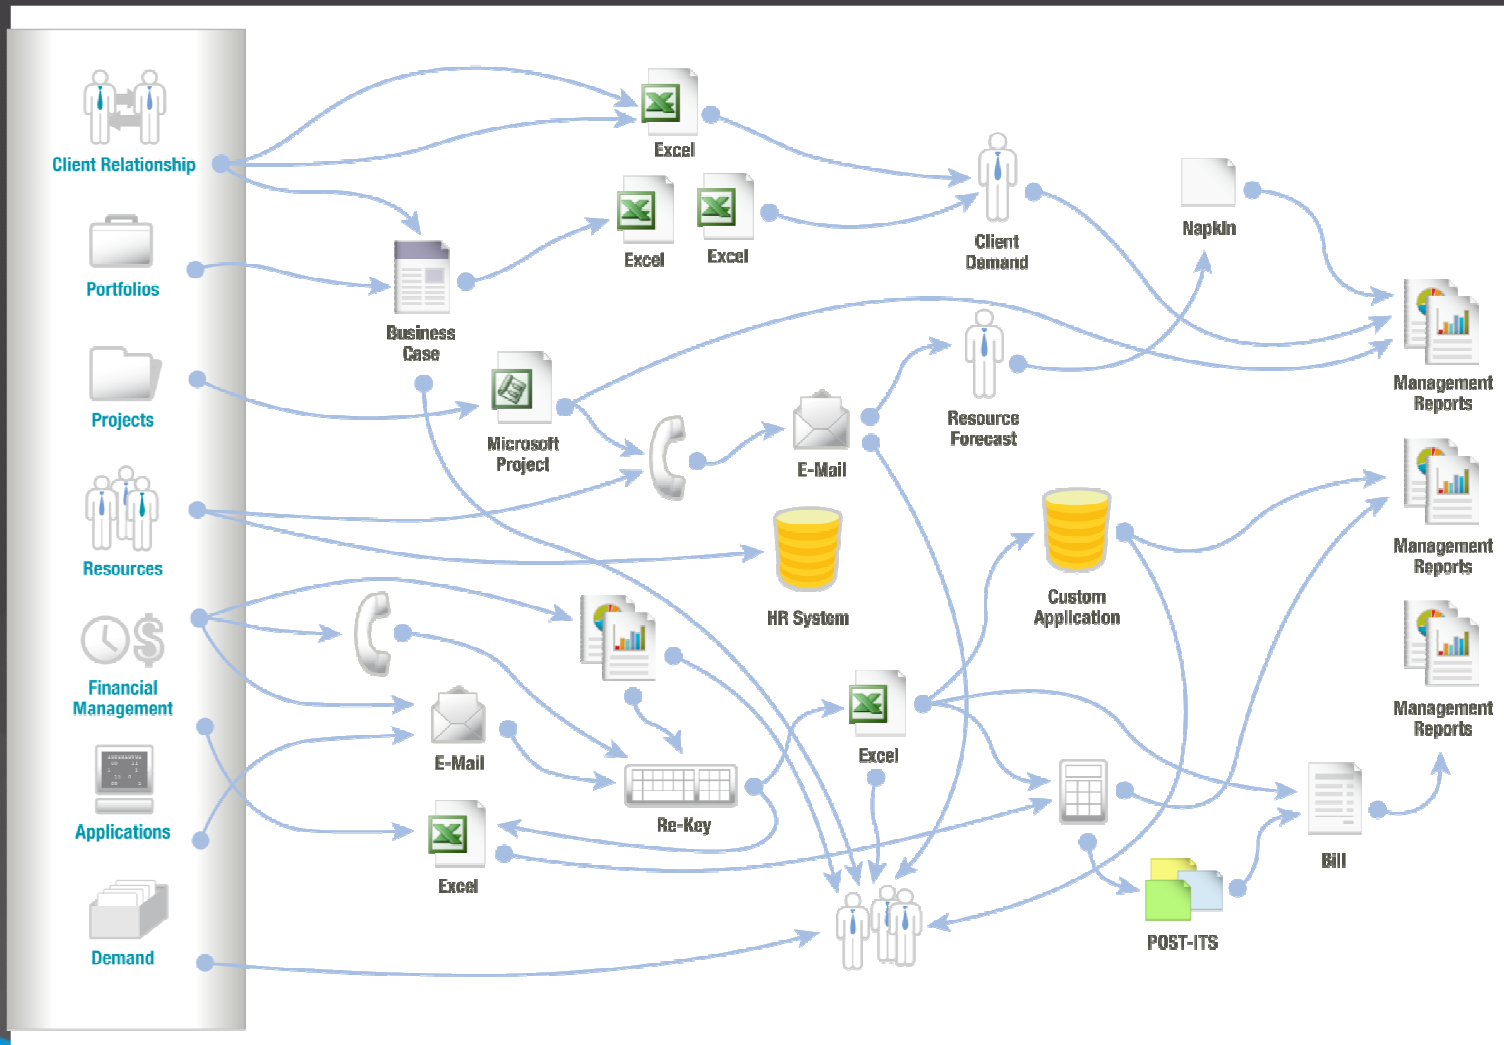 Client Relationship
Portfolios
Projects
Resources
Financial
Management
Applications
Demand
Excel
Excel
Excel
Business
Case
Microsoft
Project
E-Mail
Client
Demand
Napkin
Resource
Forecast
Management
Reports
HR System
Custom
Application
Management
Reports
E-Mail
Excel
Re-Key
Excel
Management
Reports
Bill
POST-ITS